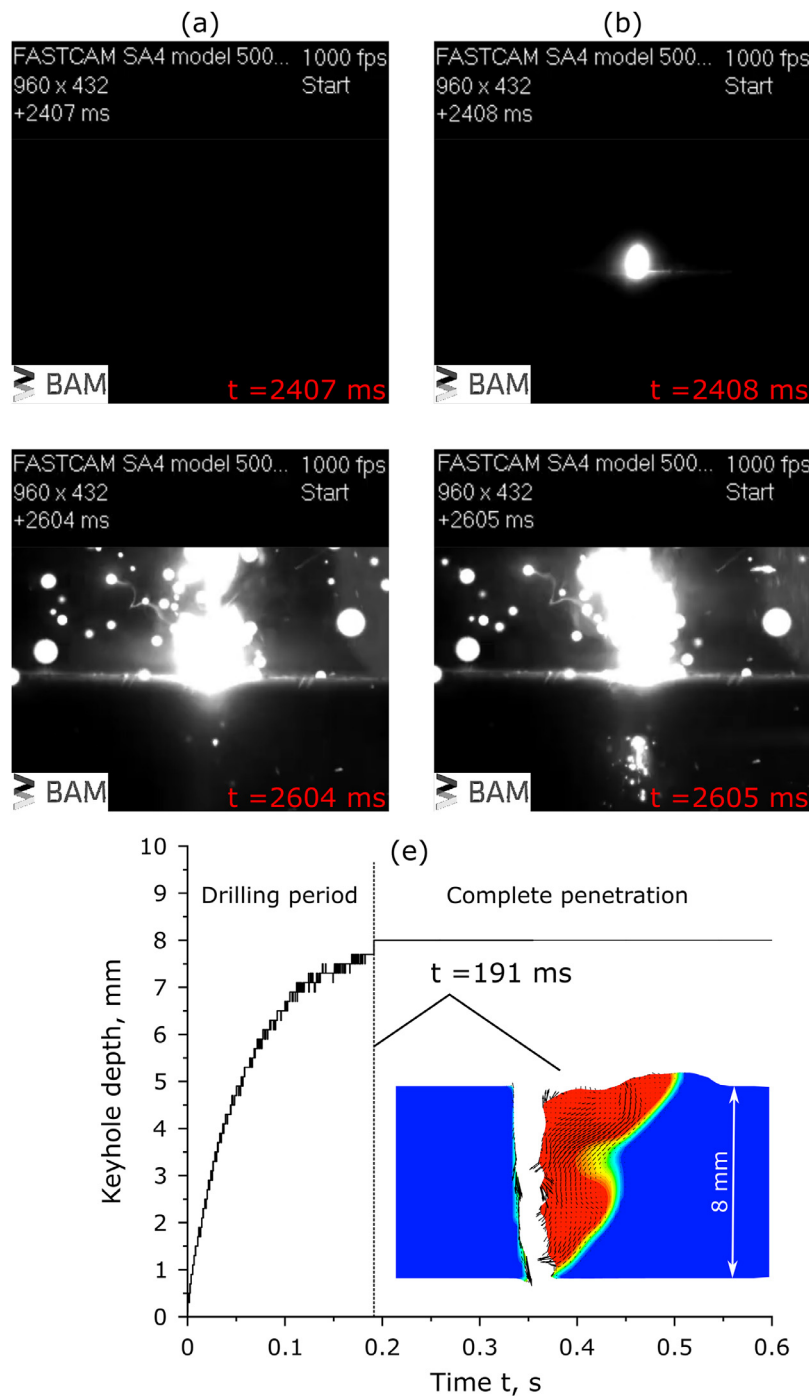 (a)
(b)
FASTCAM SA4 model 500... 1000 fps
960 x 432 Start
+2407 ms
BAM
t =2407 ms
FASTCAM SA4 model 500... 1000 fps
960 x 432 Start
+2408 ms
BAM
t =2408 ms
FASTCAM SA4 model 500... 1000 fps
960 x 432 Start
+2604 ms
BAM
t =2604 ms
FASTCAM SA4 model 500... 1000 fps
960 x 432 Start
+2605 ms
BAM
t =2605 ms
(e)
Drilling period
Complete penetration
t =191 ms
8 mm
Keyhole depth, mm
10
9
8
7
6
5
4
3
2
1
0
0
0.1
0.2
0.3
0.4
0.5
0.6
Time t, s